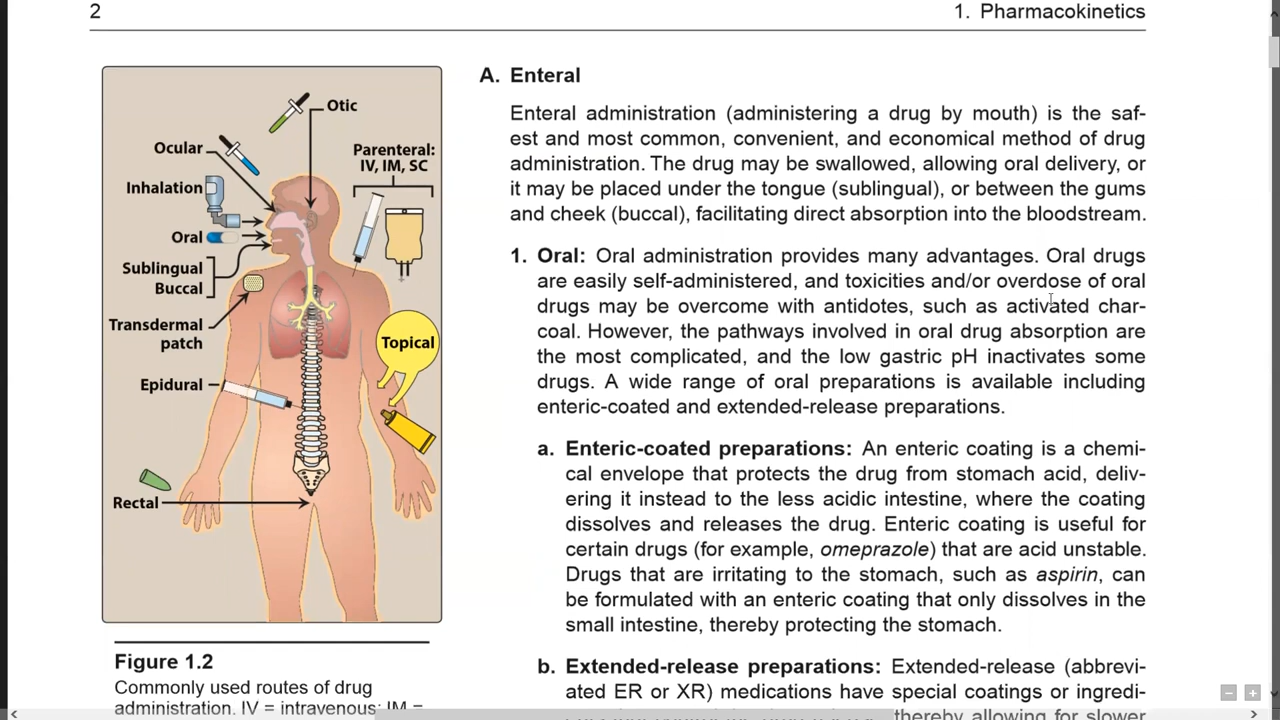 2
1. Pharmacokinetics
Otic
Ocular
Parenteral:
IV, IM, SC
Inhalation
Oral
Sublingual
Buccal
Transdermal
patch
Topical
Epidural
Rectal
Figure 1.2
Commonly used routes of drug
administration. IV = intravenous; IM =
A. Enteral
Enteral administration (administering a drug by mouth) is the saf-
est and most common, convenient, and economical method of drug
administration. The drug may be swallowed, allowing oral delivery, or
it may be placed under the tongue (sublingual), or between the gums
and cheek (buccal), facilitating direct absorption into the bloodstream.
1. Oral: Oral administration provides many advantages. Oral drugs
are easily self-administered, and toxicities and/or overdose of oral
drugs may be overcome with antidotes, such as activated char-
coal. However, the pathways involved in oral drug absorption are
the most complicated, and the low gastric pH inactivates some
drugs. A wide range of oral preparations is available including
enteric-coated and extended-release preparations.
a. Enteric-coated preparations: An enteric coating is a chemi-
cal envelope that protects the drug from stomach acid, deliv-
ering it instead to the less acidic intestine, where the coating
dissolves and releases the drug. Enteric coating is useful for
certain drugs (for example, omeprazole) that are acid unstable.
Drugs that are irritating to the stomach, such as aspirin, can
be formulated with an enteric coating that only dissolves in the
small intestine, thereby protecting the stomach.
b. Extended-release preparations: Extended-release (abbrevi-
ated ER or XR) medications have special coatings or ingredi-
thereby allowing for slower